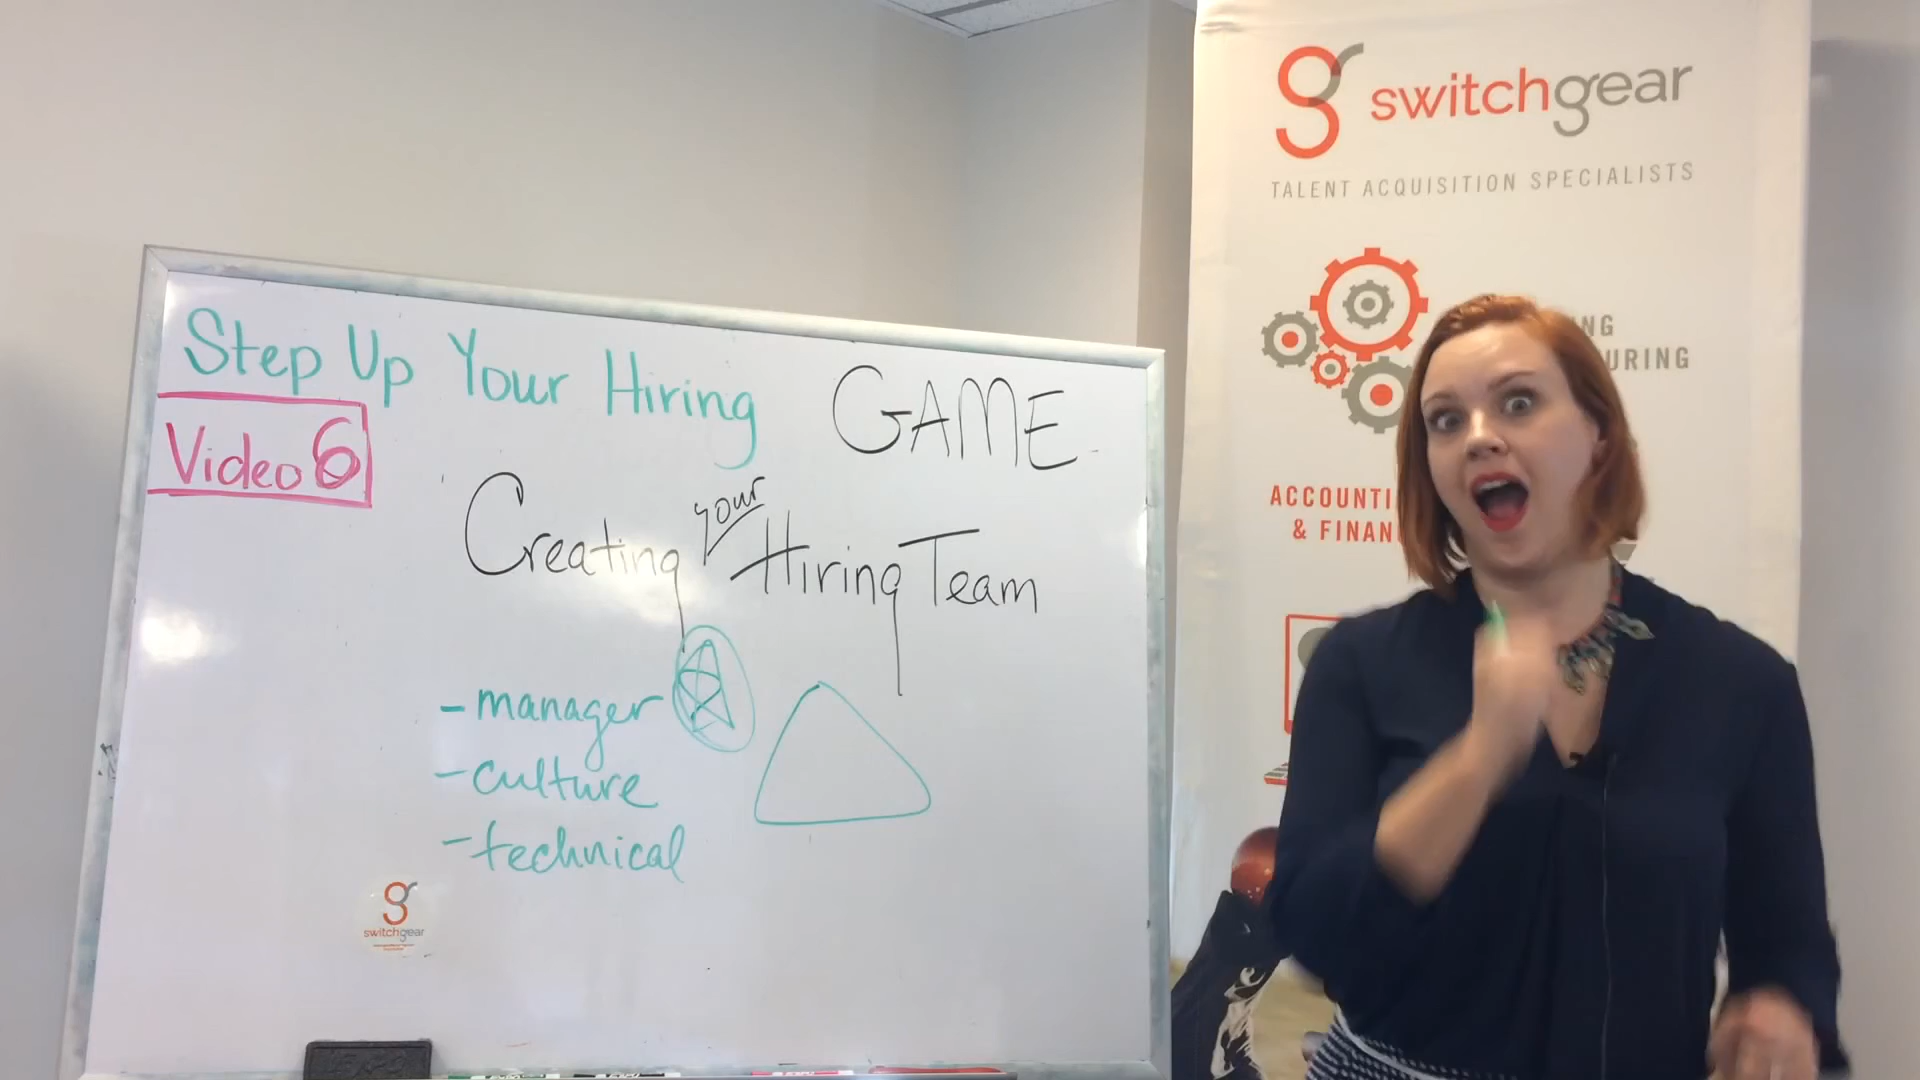 Step Up Your Hiring GAME
Video 6
Creating your Hiring Team
- manager
- culture
- technical
switchgear
switchgear
TALENT ACQUISITION SPECIALISTS
& FINAN